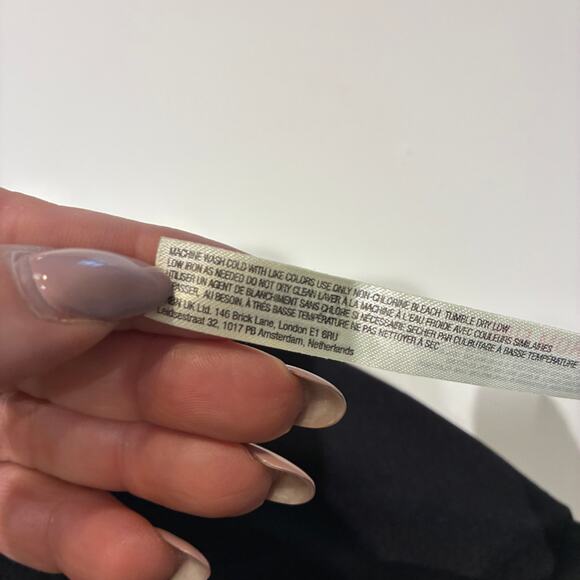 MACHINE WASH COLD WITH LIKE COLORS USE ONLY NON-CHLORINE BLEACH TUMBLE DRY LOW
LOW IRON AS NEEDED DO NOT DRY CLEAN LAVER À LA MACHINE À L'EAU FROIDE AVEC COULEURS SIMILAIRES
UTILISER UN AGENT DE BLANCHIMENT SANS CHLORE SI NECESSAIRE SÉCHER PAR CULBUTAGE À BASSE TEMPÉRATURE
REPASSER, AU BESOIN, À TRÈS BASSE TEMPÉRATURE NE PAS NETTOYER À SEC
UK Ltd. 146 Brick Lane, London E1 6RU
Leidsestraat 32, 1017 PB Amsterdam, Netherlands